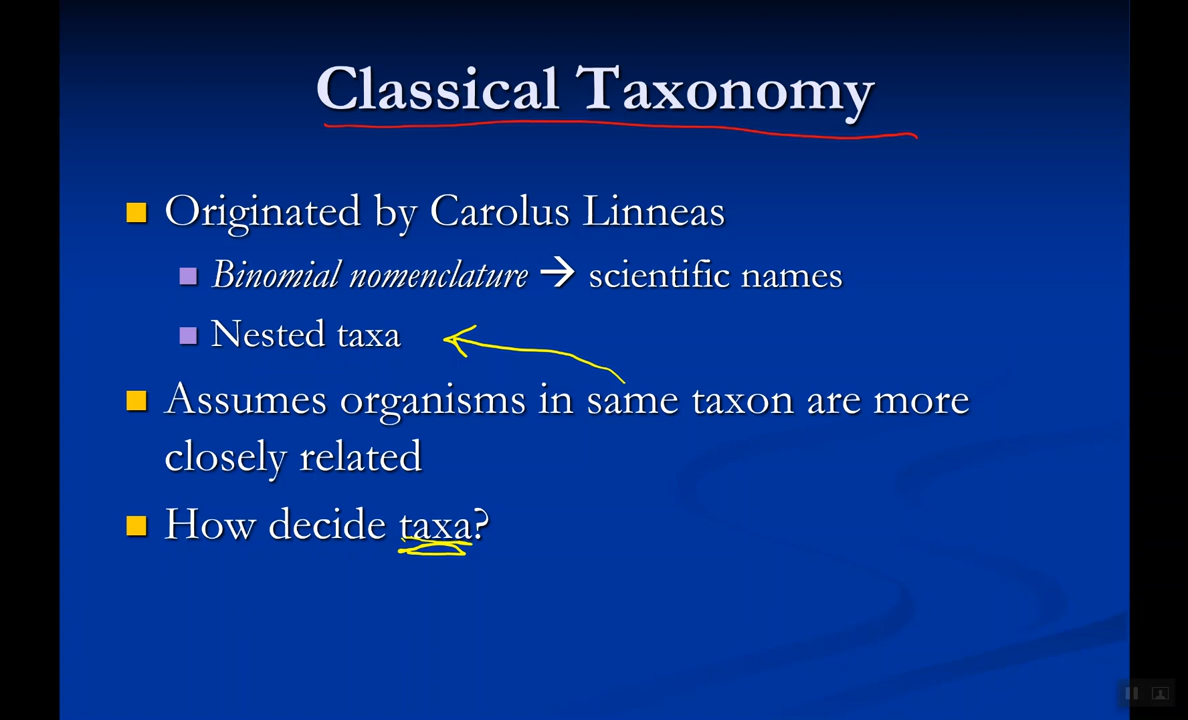 Classical Taxonomy
Originated by Carolus Linneas
Binomial nomenclature → scientific names
Nested taxa
Assumes organisms in same taxon are more
closely related
How decide taxa?